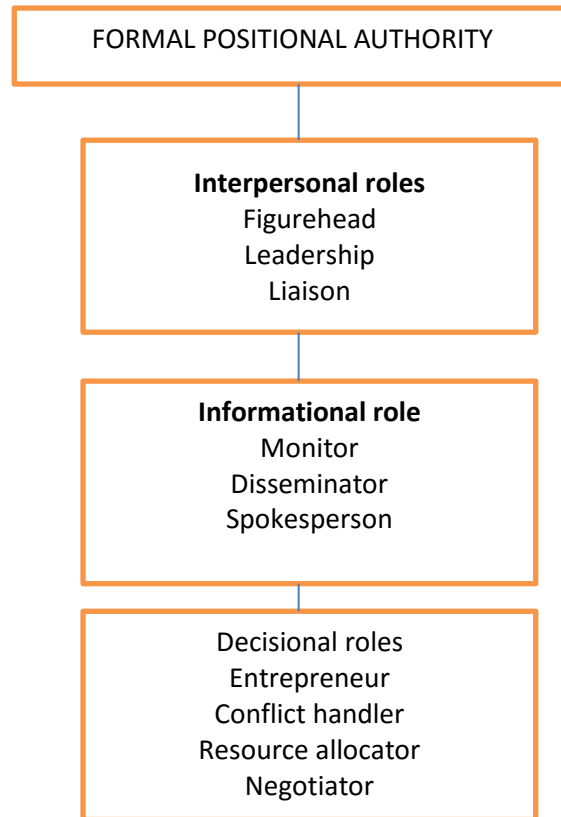 FORMAL POSITIONAL AUTHORITY
Interpersonal roles
Figurehead
Leadership
Liaison
Informational role
Monitor
Disseminator
Spokesperson
Decisional roles
Entrepreneur
Conflict handler
Resource allocator
Negotiator